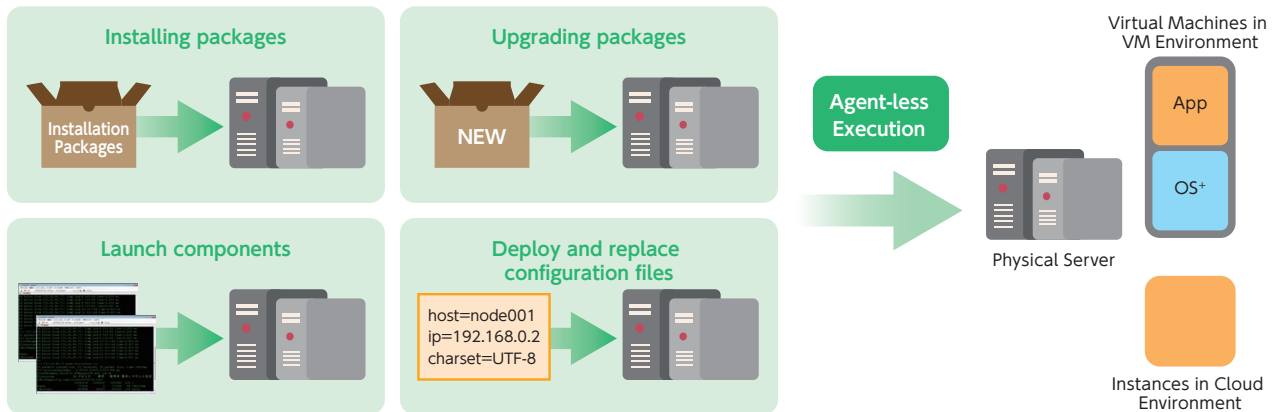 Installing packages
Installation
Packages
Upgrading packages
NEW
Launch components
Deploy and replace
configuration files
host=node001
ip=192.168.0.2
charset=UTF-8
Agent-less
Execution
Physical Server
Virtual Machines in
VM Environment
App
OS+
Instances in Cloud
Environment